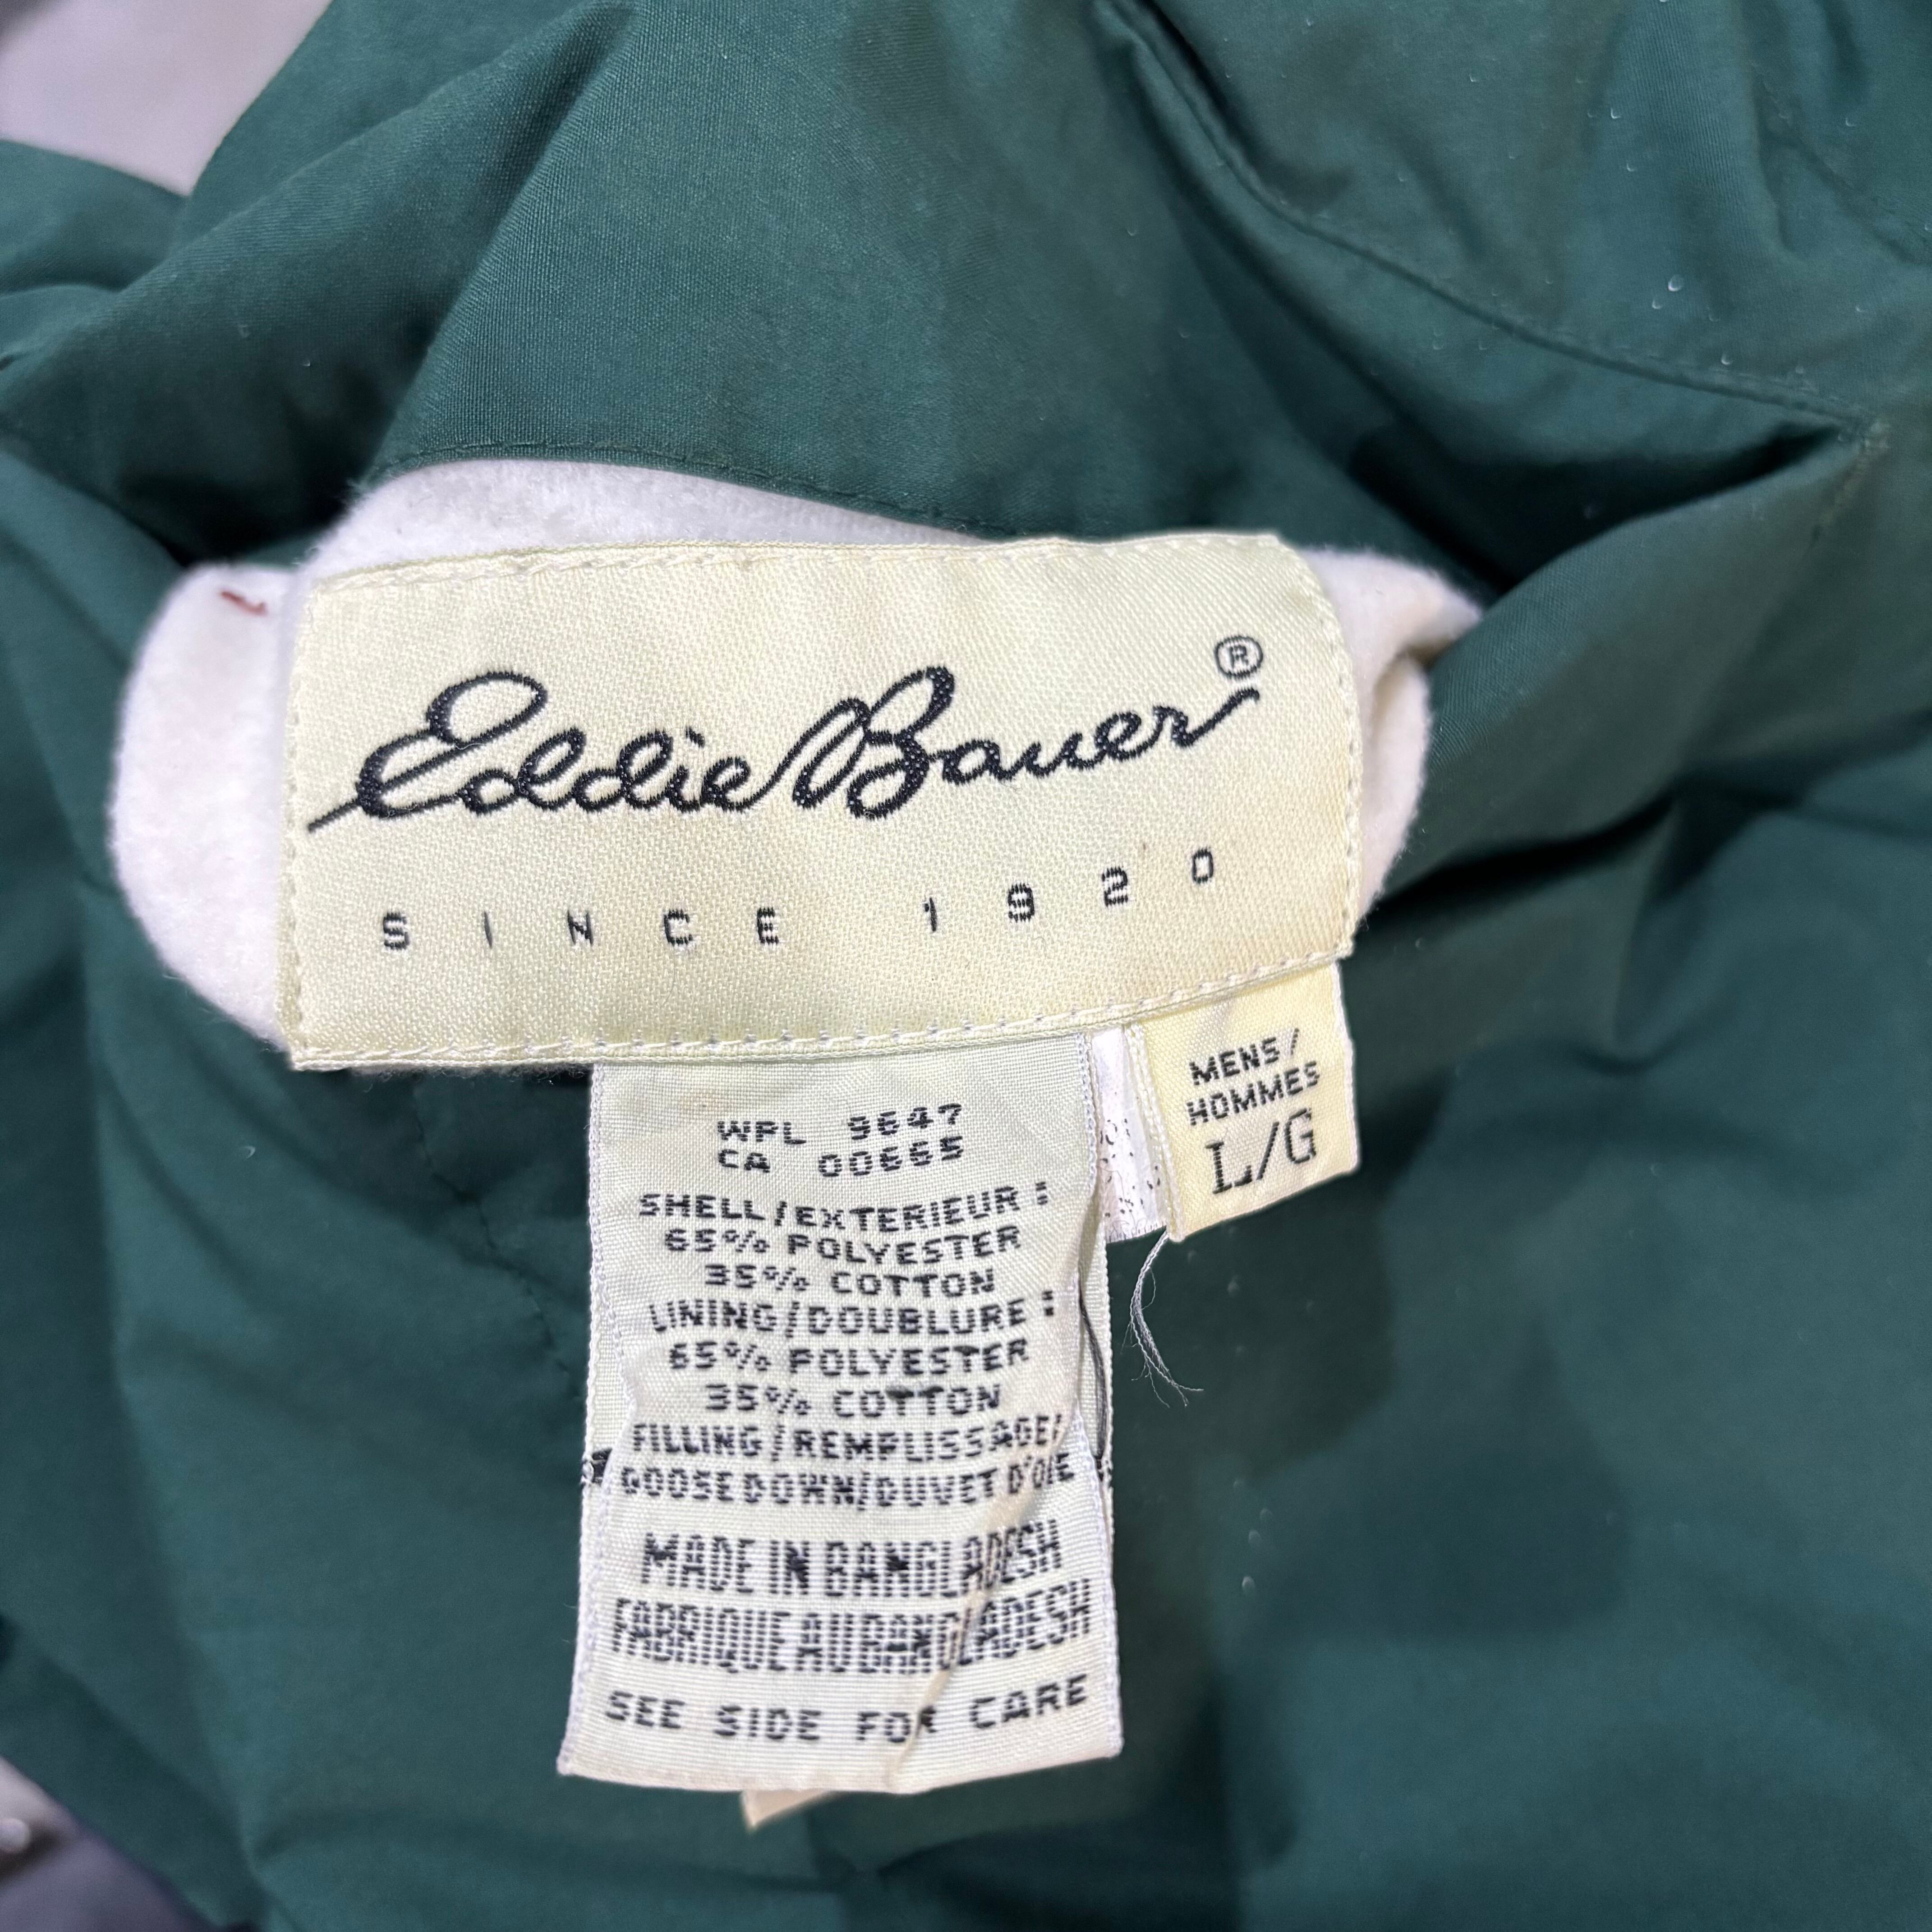 Eddie Bauer®
SINCE 1920
MENS/
HOMMES
L/G
WPL 9647
CA 00665
SHELL/EXTERIEUR:
65% POLYESTER
35% COTTON
LINING/DOUBLURE:
65% POLYESTER
35% COTTON
FILLING/REMPLISSAGE/
GOOSE DOWN/DUVET D'OIE
MADE IN BANGLADESH
FABRIQUE AU BANGLADESH
SEE SIDE FOR CARE